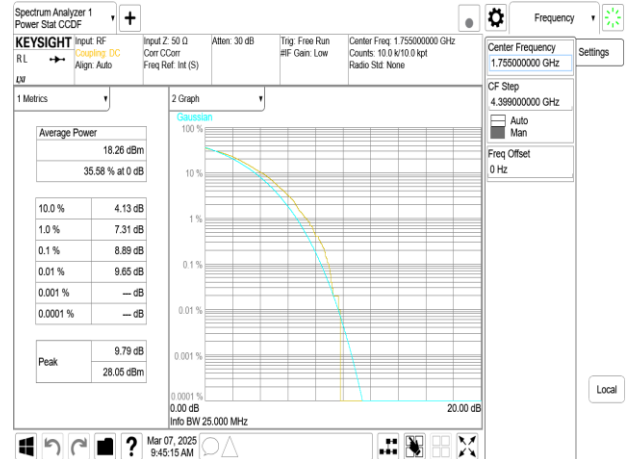 Spectrum Analyzer 1
Power Stat CCDF
Frequency
KEYSIGHT
RL
LXI
Input: RF
Coupling: DC
Align: Auto
Input Z: 50 Ω
Corr CCorr
Freq Ref: Int (S)
Atten: 30 dB
Trig: Free Run
#IF Gain: Low
Center Freq: 1.755000000 GHz
Counts: 10.0 k/10.0 kpt
Radio Std: None
Center Frequency
1.755000000 GHz
Settings
CF Step
4.399000000 GHz
Auto
Man
Freq Offset
0 Hz
1 Metrics
Average Power
18.26 dBm
35.58 % at 0 dB
10.0 % 4.13 dB
1.0 % 7.31 dB
0.1 % 8.89 dB
0.01 % 9.65 dB
0.001 % --- dB
0.0001 % --- dB
Peak
9.79 dB
28.05 dBm
2 Graph
Gaussian
100 %
10 %
1 %
0.1 %
0.01 %
0.001 %
0.0001 %
0.00 dB
20.00 dB
Info BW 25.000 MHz
Local
?
Mar 07, 2025
9:45:15 AM